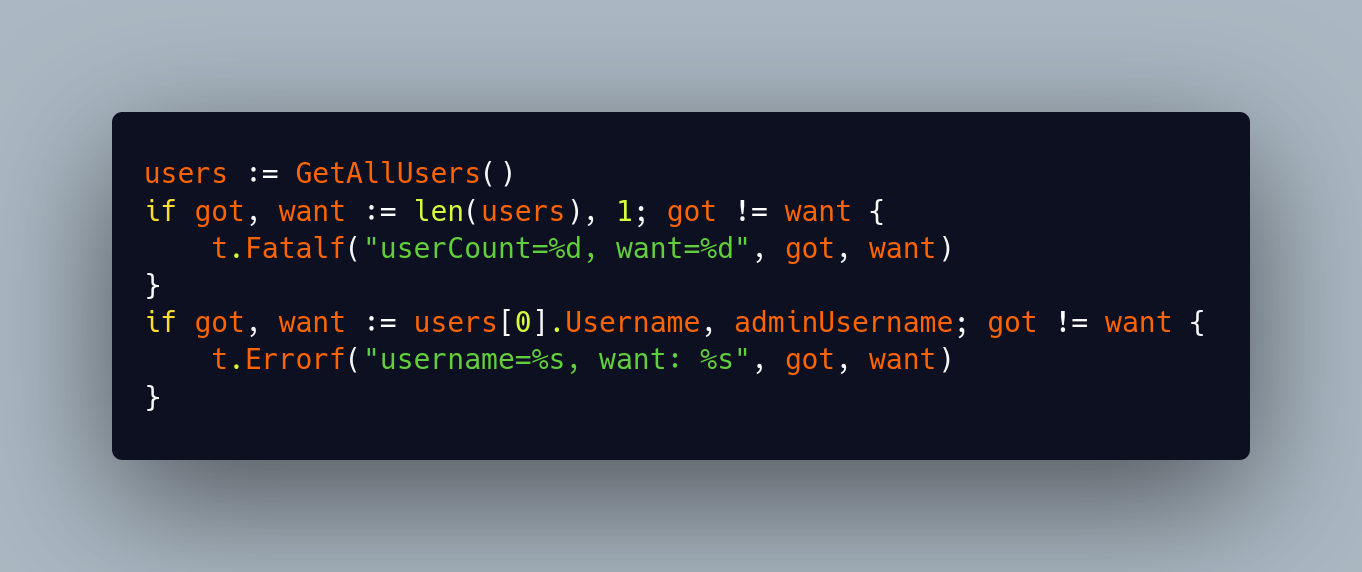 users := GetAllUsers()
if got, want := len(users), 1; got != want {
    t.Fatalf("userCount=%d, want=%d", got, want)
}
if got, want := users[0].Username, adminUsername; got != want {
    t.Errorf("username=%s, want: %s", got, want)
}